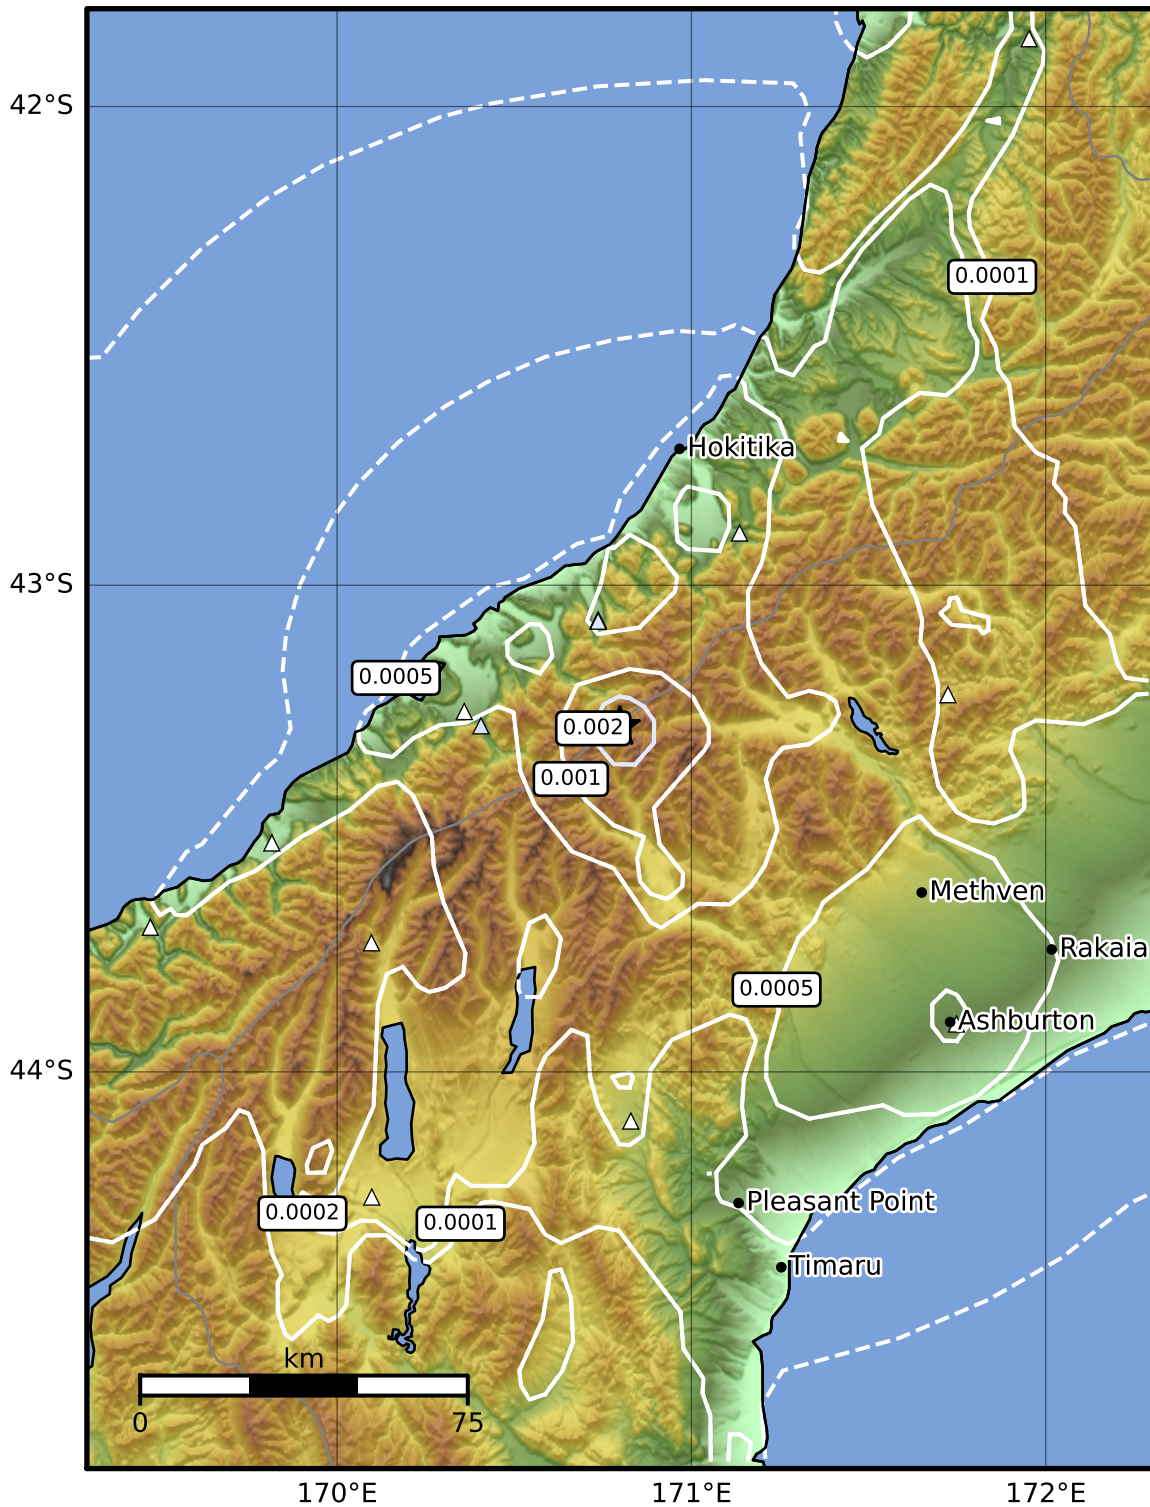 42°S
0.0001
Hokitika
43°S
0.0005
0.002
0.001
Methven
Rakaia
0.0005
Ashburton
44°S
Pleasant Point
0.0002
0.0001
Timaru
km
0
75
170°E
171°E
172°E